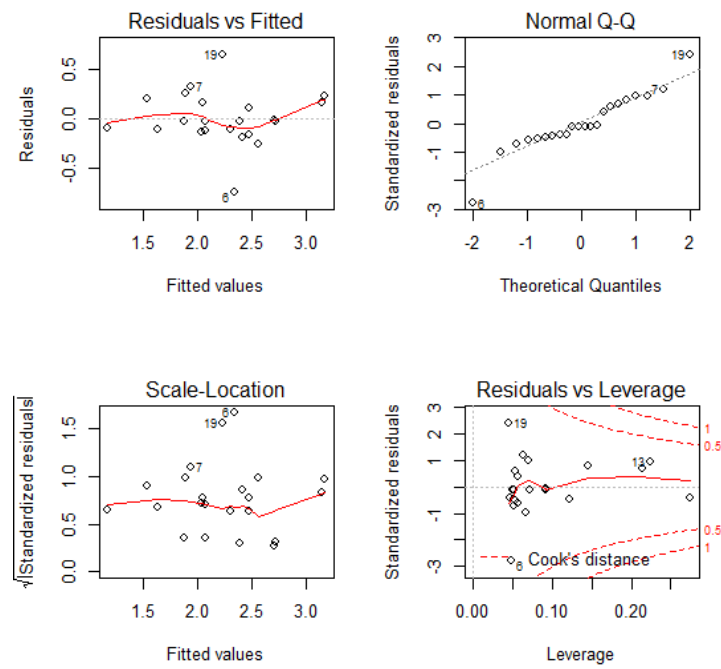 Residuals vs Fitted
Residuals
0.5
0.0
-0.5
19
7
6
1.5 2.0 2.5 3.0
Fitted values
Normal Q-Q
Standardized residuals
3
2
1
0
-1
-3
19
7
6
-2 -1 0 1 2
Theoretical Quantiles
Scale-Location
√|Standardized residuals|
1.5
1.0
0.5
0.0
6
19
7
1.5 2.0 2.5 3.0
Fitted values
Residuals vs Leverage
Standardized residuals
3
1
-1
-3
19
13
6
Cook's distance
1
0.5
0.5
1
0.00 0.10 0.20
Leverage